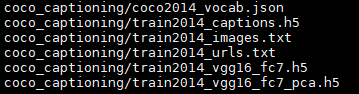 coco_captioning/coco2014_vocab.json
coco_captioning/train2014_captions.h5
coco_captioning/train2014_images.txt
coco_captioning/train2014_urls.txt
coco_captioning/train2014_vgg16_fc7.h5
coco_captioning/train2014_vgg16_fc7_pca.h5